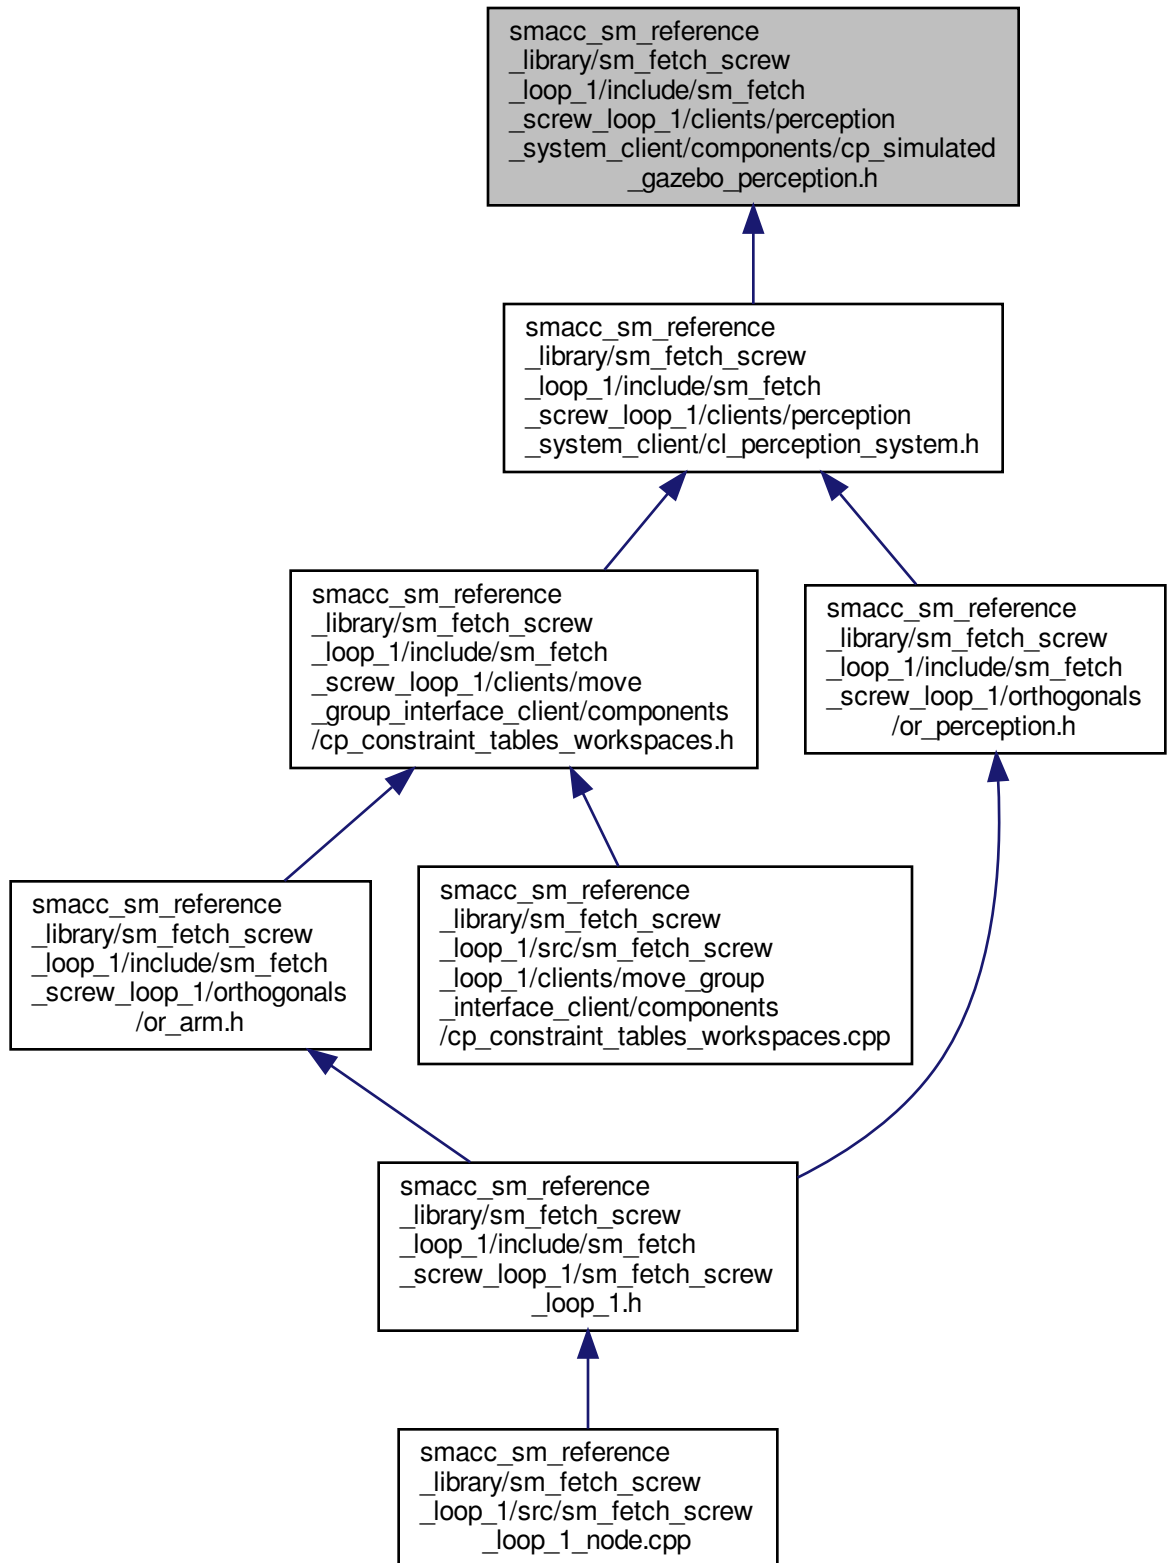 smacc_sm_reference
_library/sm_fetch_screw
_loop_1/include/sm_fetch
_screw_loop_1/clients/perception
_system_client/components/cp_simulated
_gazebo_perception.h
smacc_sm_reference
_library/sm_fetch_screw
_loop_1/include/sm_fetch
_screw_loop_1/clients/perception
_system_client/cl_perception_system.h
smacc_sm_reference
_library/sm_fetch_screw
_loop_1/include/sm_fetch
_screw_loop_1/clients/move
_group_interface_client/components
/cp_constraint_tables_workspaces.h
smacc_sm_reference
_library/sm_fetch_screw
_loop_1/include/sm_fetch
_screw_loop_1/orthogonals
/or_perception.h
smacc_sm_reference
_library/sm_fetch_screw
_loop_1/include/sm_fetch
_screw_loop_1/orthogonals
/or_arm.h
smacc_sm_reference
_library/sm_fetch_screw
_loop_1/src/sm_fetch_screw
_loop_1/clients/move_group
_interface_client/components
/cp_constraint_tables_workspaces.cpp
smacc_sm_reference
_library/sm_fetch_screw
_loop_1/include/sm_fetch
_screw_loop_1/sm_fetch_screw
_loop_1.h
smacc_sm_reference
_library/sm_fetch_screw
_loop_1/src/sm_fetch_screw
_loop_1_node.cpp